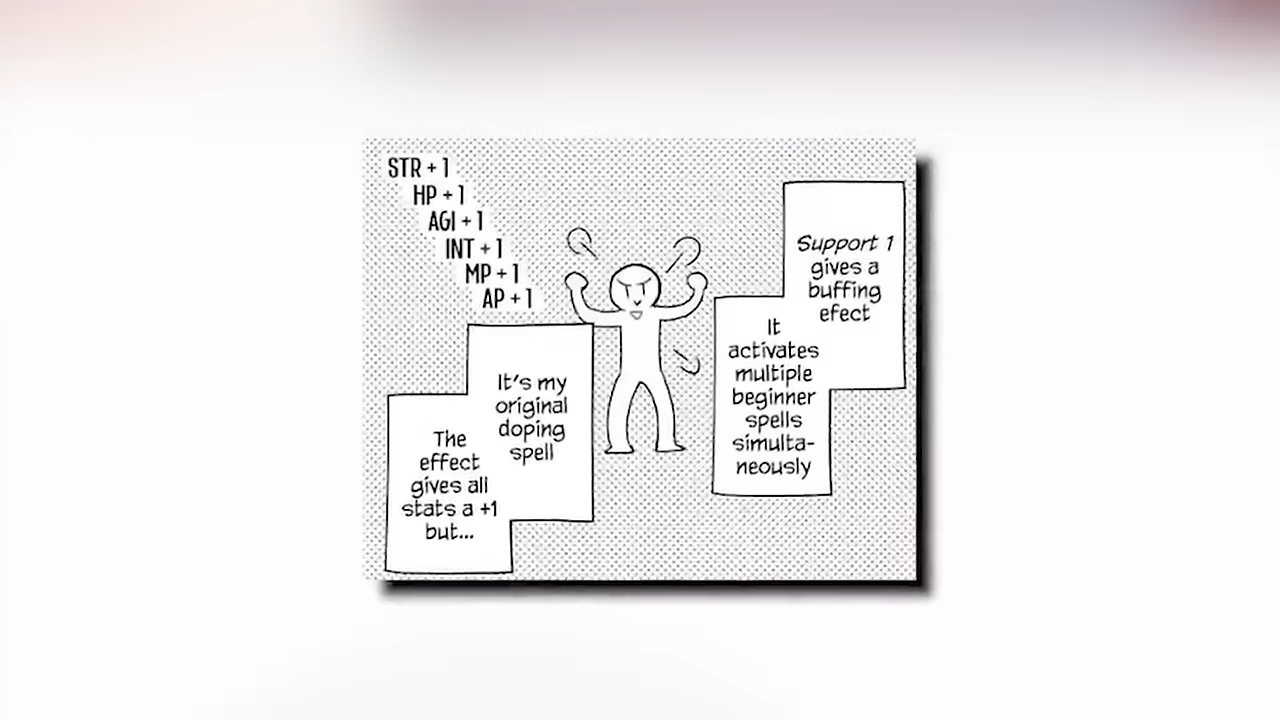 Support 1
gives a
buffing
efect
It
activates
multiple
beginner
spells
simulta-
neously
STR + 1
HP + 1
AGI + 1
INT + 1
MP + 1
AP + 1
It's my
original
doping
spell
The
effect
gives all
stats a +1
but...